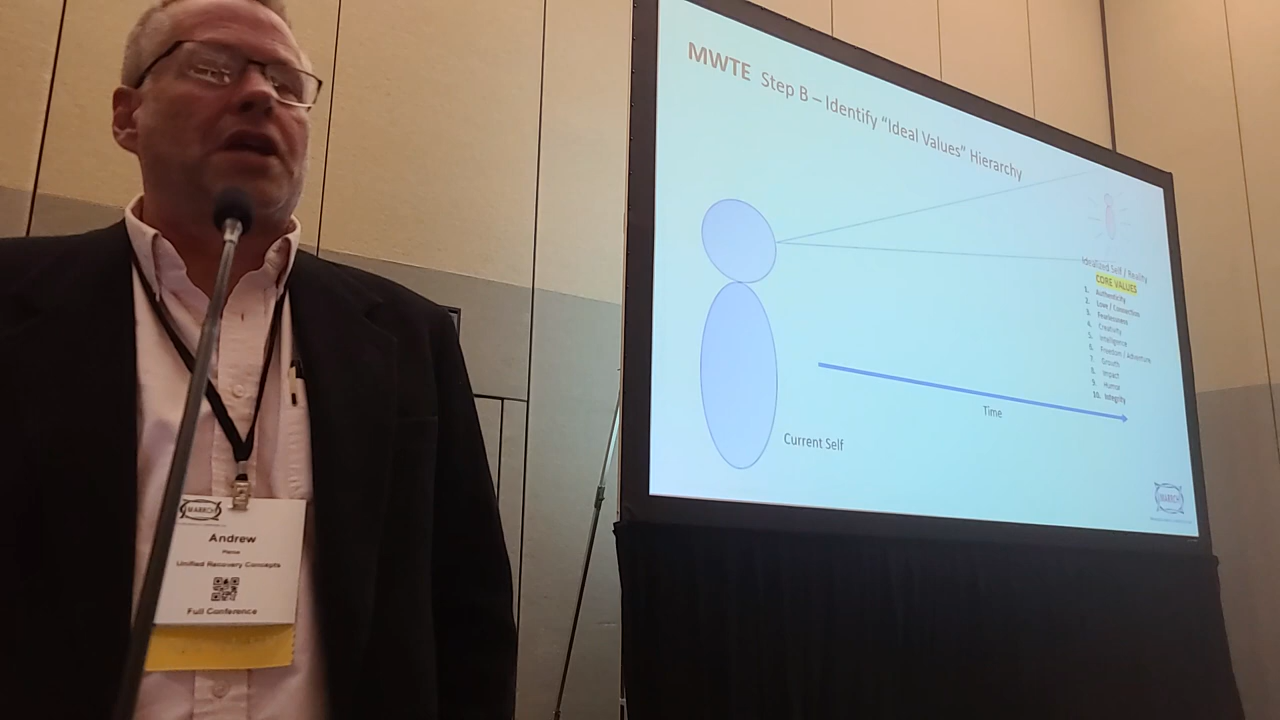 MWTE Step B – Identify "Ideal Values" Hierarchy
Idealized Self / Reality
CORE VALUES
1. Authenticity
2. Love / Connection
3. Fearlessness
4. Creativity
5. Intelligence
6. Freedom / Adventure
7. Growth
8. Impact
9. Humor
10. Integrity
Time
Current Self
MARRCH
MARRCH
Andrew
Unified Recovery Concepts
Full Conference